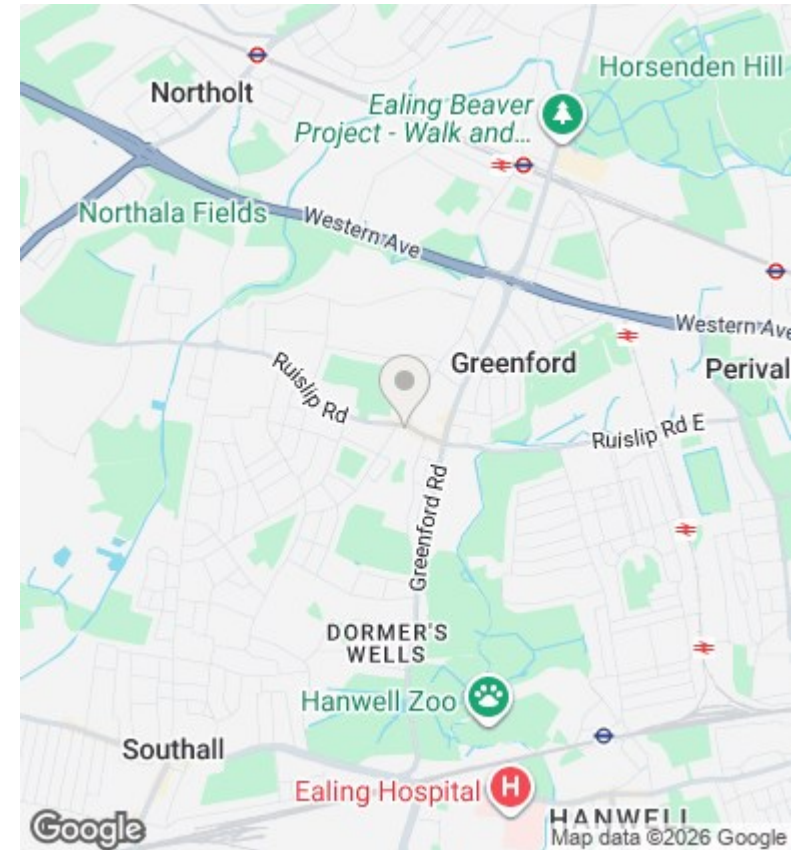 Horsenden Hill
Northolt
Ealing Beaver
Project - Walk and...
Northala Fields
Western Ave
Western Ave
Greenford
Perival
Ruislip Rd
Ruislip Rd E
Greenford Rd
DORMER'S
WELLS
Hanwell Zoo
Southall
Ealing Hospital
H
HANWELL
Google
Map data ©2026 Google